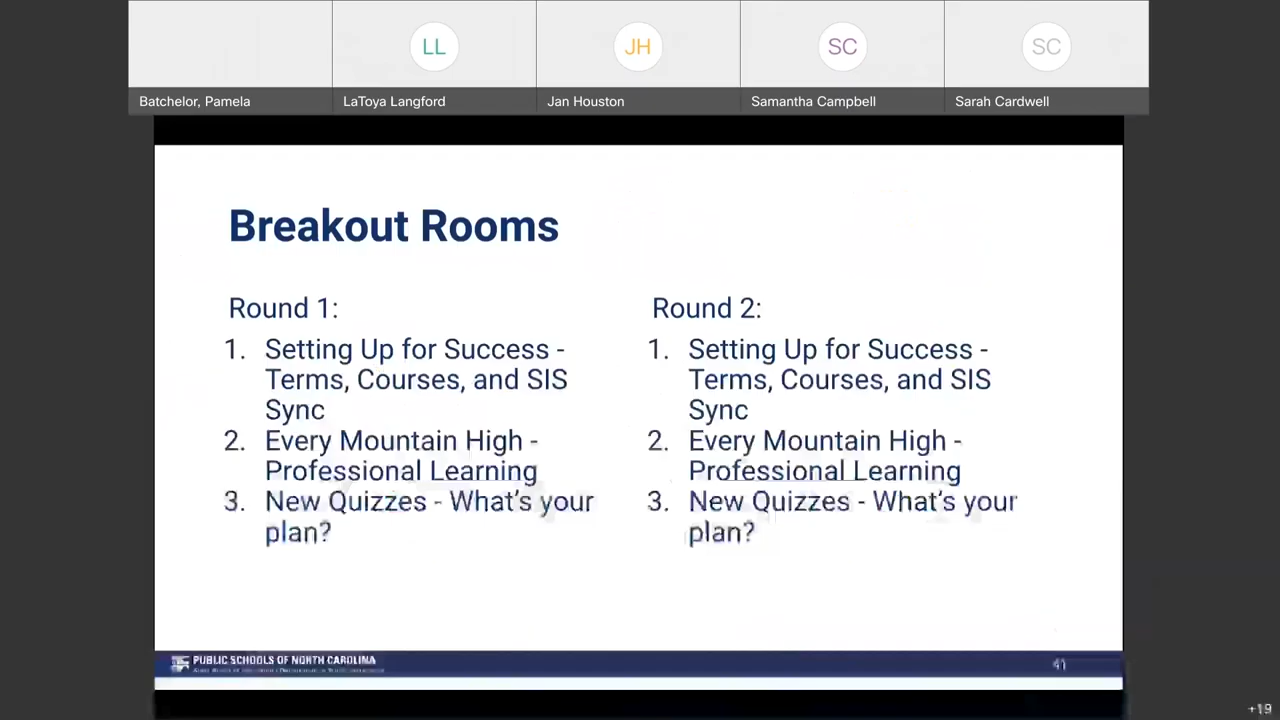 LL
JH
SC
SC
Batchelor, Pamela
LaToya Langford
Jan Houston
Samantha Campbell
Sarah Cardwell
Breakout Rooms
Round 1:
1. Setting Up for Success -
Terms, Courses, and SIS
Sync
2. Every Mountain High -
Professional Learning
3. New Quizzes - What's your
plan?
Round 2:
1. Setting Up for Success -
Terms, Courses, and SIS
Sync
2. Every Mountain High -
Professional Learning
3. New Quizzes - What's your
plan?
PUBLIC SCHOOLS OF NORTH CAROLINA
41
+19